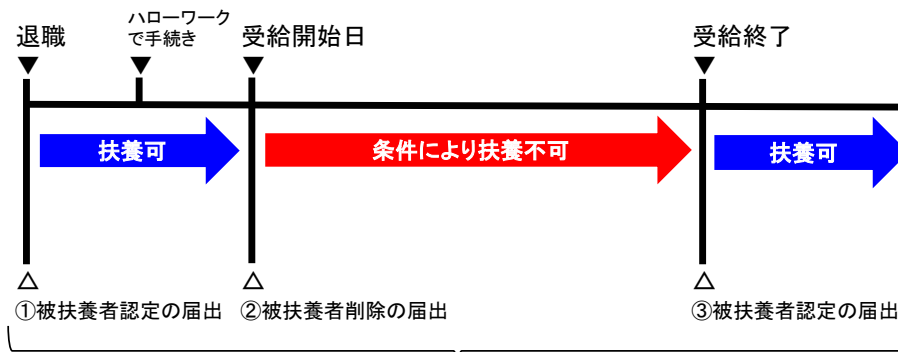 退職
ハローワーク
で手続き
受給開始日
受給終了
扶養可
条件により扶養不可
扶養可
①被扶養者認定の届出
②被扶養者削除の届出
③被扶養者認定の届出